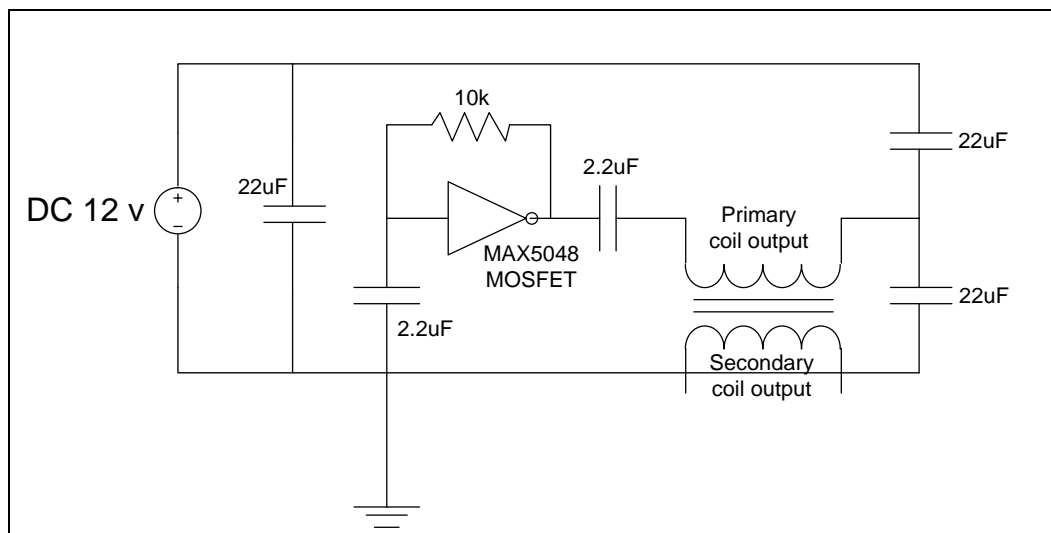 10k
22uF
2.2uF
22uF
DC 12 v
+
−
Primary
coil output
MAX5048
MOSFET
22uF
2.2uF
Secondary
coil output